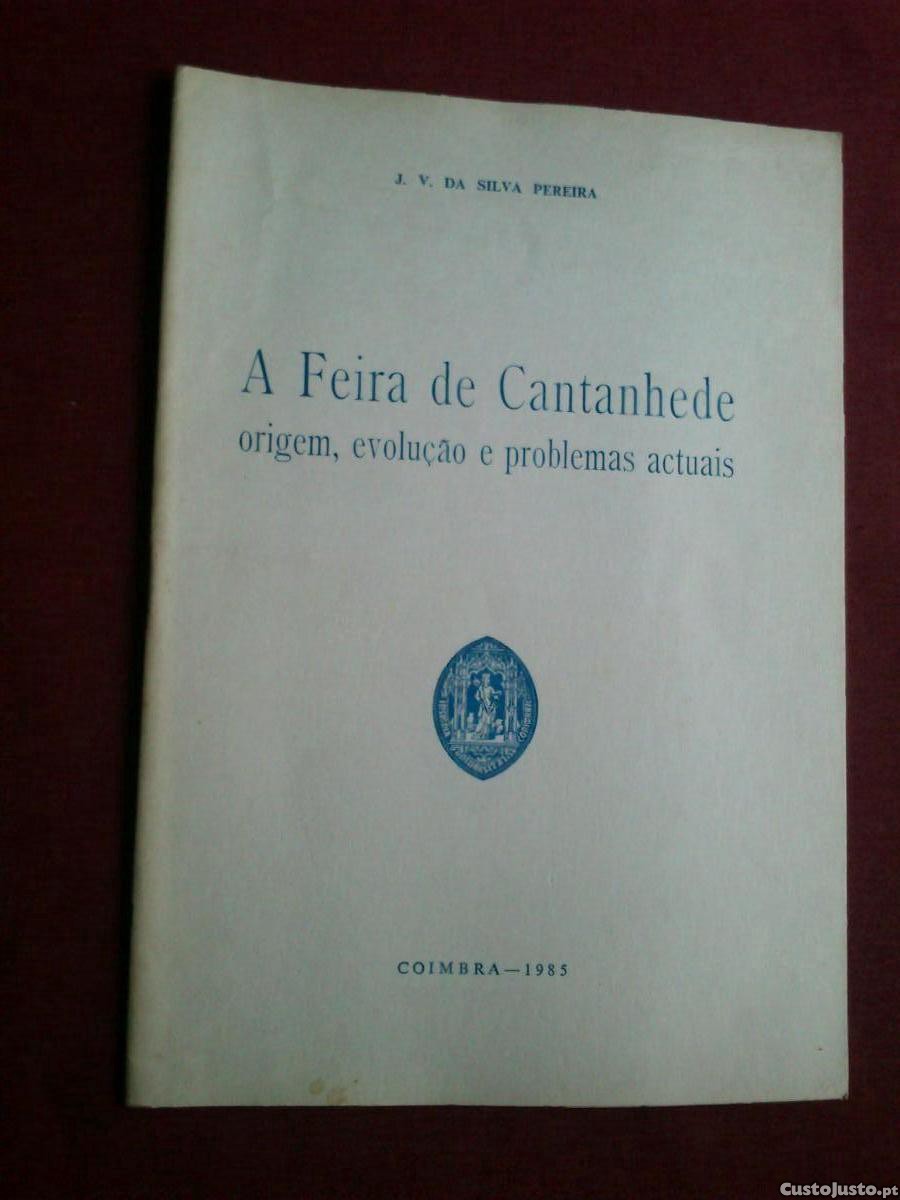 J. V. DA SILVA PEREIRA
A Feira de Cantanhede
origem, evolução e problemas actuais
COIMBRA—1985
CustoJusto.pt